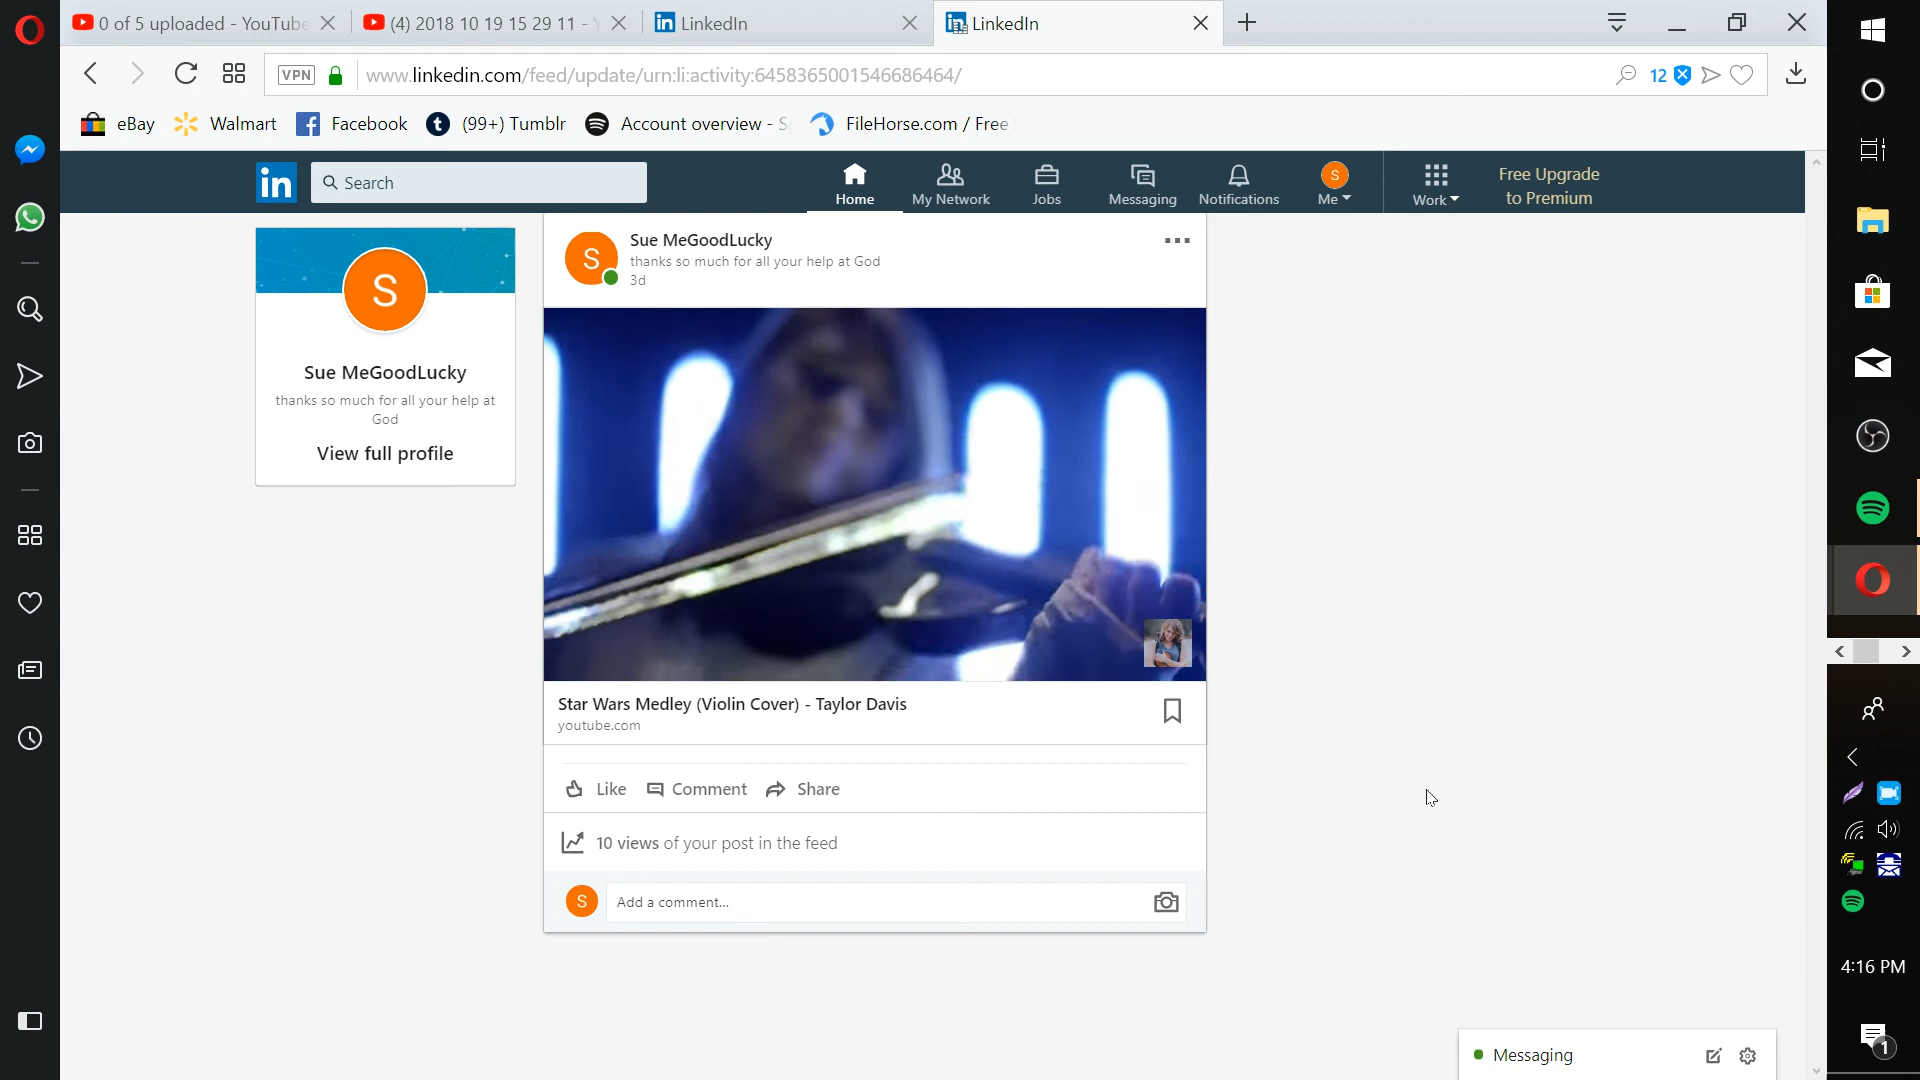 0 of 5 uploaded - YouTube
(4) 2018 10 19 15 29 11 -
LinkedIn
LinkedIn
VPN
www.linkedin.com/feed/update/urn:li:activity:6458365001546686464/
12
eBay
Walmart
Facebook
(99+) Tumblr
Account overview - S
FileHorse.com / Free
in
Search
Home
My Network
Jobs
Messaging
Notifications
S
Me
Work
Free Upgrade
to Premium
S
Sue MeGoodLucky
thanks so much for all your help at
God
View full profile
S
Sue MeGoodLucky
thanks so much for all your help at God
3d
Star Wars Medley (Violin Cover) - Taylor Davis
youtube.com
Like
Comment
Share
10 views of your post in the feed
S
Add a comment...
Messaging
4:16 PM
1